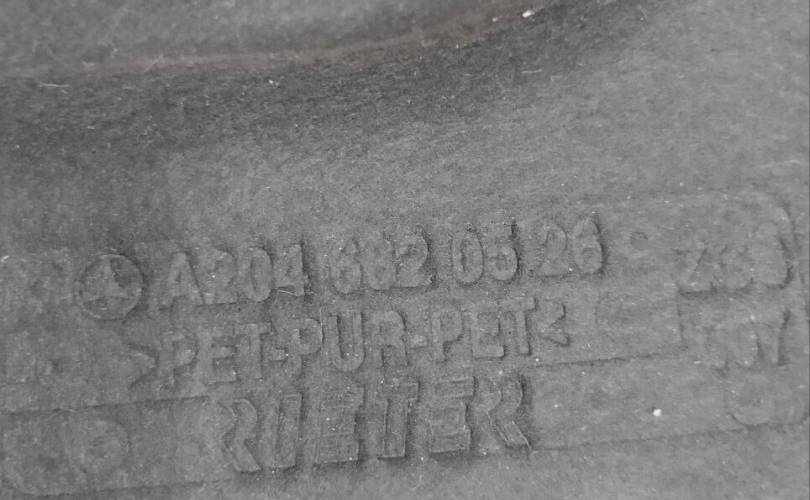 A204 682 05 26
>PET-PUR-PET<
RIETER